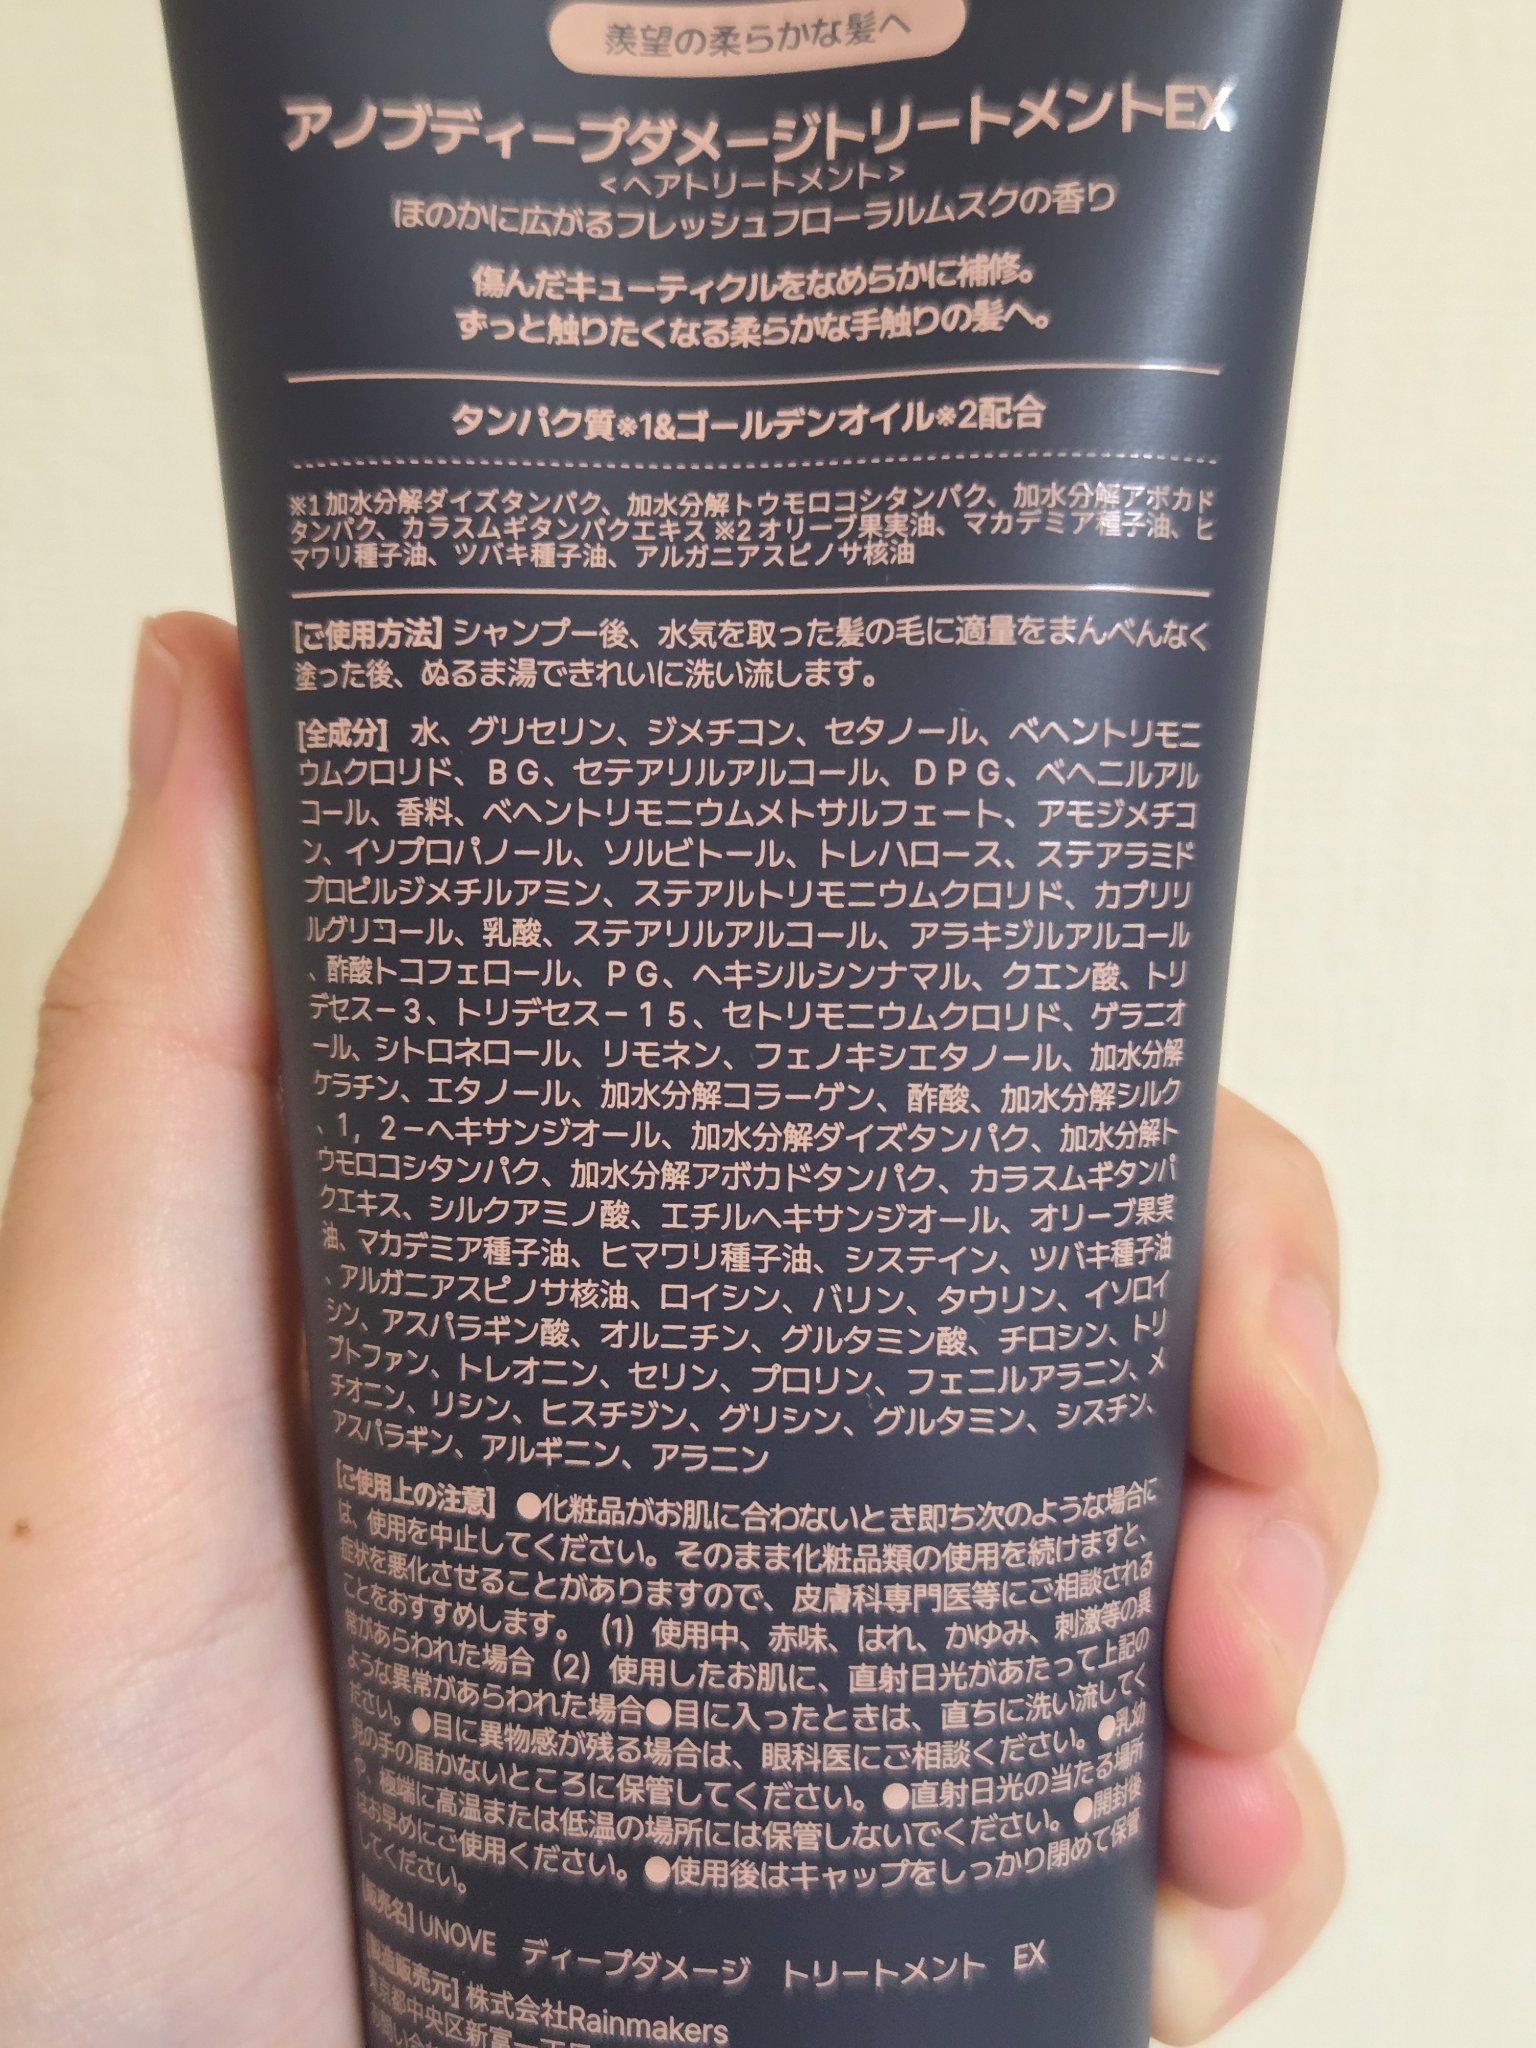 羨望の柔らかな髪へ
アノブディープダメージトリートメントEX
<ヘアトリートメント>
ほのかに広がるフレッシュフローラルムスクの香り
傷んだキューティクルをなめらかに補修。
ずっと触りたくなる柔らかな手触りの髪へ。
タンパク質※1&ゴールデンオイル※2配合
※1 加水分解ダイズタンパク、加水分解トウモロコシタンパク、加水分解アボカド
タンパク、カラスムギタンパクエキス ※2 オリーブ果実油、マカデミア種子油、ヒ
マワリ種子油、ツバキ種子油、アルガニアスピノサ核油
[ご使用方法] シャンプー後、水気を取った髪の毛に適量をまんべんなく
塗った後、ぬるま湯できれいに洗い流します。
[全成分] 水、グリセリン、ジメチコン、セタノール、ベヘントリモニ
ウムクロリド、BG、セテアリルアルコール、DPG、ベヘニルアル
コール、香料、ベヘントリモニウムメトサルフェート、アモジメチコ
ン、イソプロパノール、ソルビトール、トレハロース、ステアラミド
プロピルジメチルアミン、ステアルトリモニウムクロリド、カプリリ
ルグリコール、乳酸、ステアリルアルコール、アラキジルアルコール
、酢酸トコフェロール、PG、ヘキシルシンナマル、クエン酸、トリ
デセス−3、トリデセス−15、セトリモニウムクロリド、ゲラニオ
ール、シトロネロール、リモネン、フェノキシエタノール、加水分解
ケラチン、エタノール、加水分解コラーゲン、酢酸、加水分解シルク
、1,2−ヘキサンジオール、加水分解ダイズタンパク、加水分解ト
ウモロコシタンパク、加水分解アボカドタンパク、カラスムギタンパ
クエキス、シルクアミノ酸、エチルヘキサンジオール、オリーブ果実
油、マカデミア種子油、ヒマワリ種子油、システイン、ツバキ種子油
、アルガニアスピノサ核油、ロイシン、バリン、タウリン、イソロイ
シン、アスパラギン酸、オルニチン、グルタミン酸、チロシン、トリ
プトファン、トレオニン、セリン、プロリン、フェニルアラニン、メ
チオニン、リシン、ヒスチジン、グリシン、グルタミン、シスチン、
アスパラギン、アルギニン、アラニン
[ご使用上の注意] ●化粧品がお肌に合わないとき即ち次のような場合に
は、使用を中止してください。そのまま化粧品類の使用を続けますと、
症状を悪化させることがありますので、皮膚科専門医等にご相談される
ことをおすすめします。 (1) 使用中、赤味、はれ、かゆみ、刺激等の異
常があらわれた場合 (2) 使用したお肌に、直射日光があたって上記の
ような異常があらわれた場合●目に入ったときは、直ちに洗い流してく
ださい。●目に異物感が残る場合は、眼科医にご相談ください。●乳幼
児の手の届かないところに保管してください。●直射日光の当たる場所
や、極端に高温または低温の場所には保管しないでください。●開封後
はお早めにご使用ください。●使用後はキャップをしっかり閉めて保管
してください。
[販売名] UNOVE ディープダメージ トリートメント EX
[製造販売元] 株式会社Rainmakers
東京都中央区新富一丁目
お問い合わ